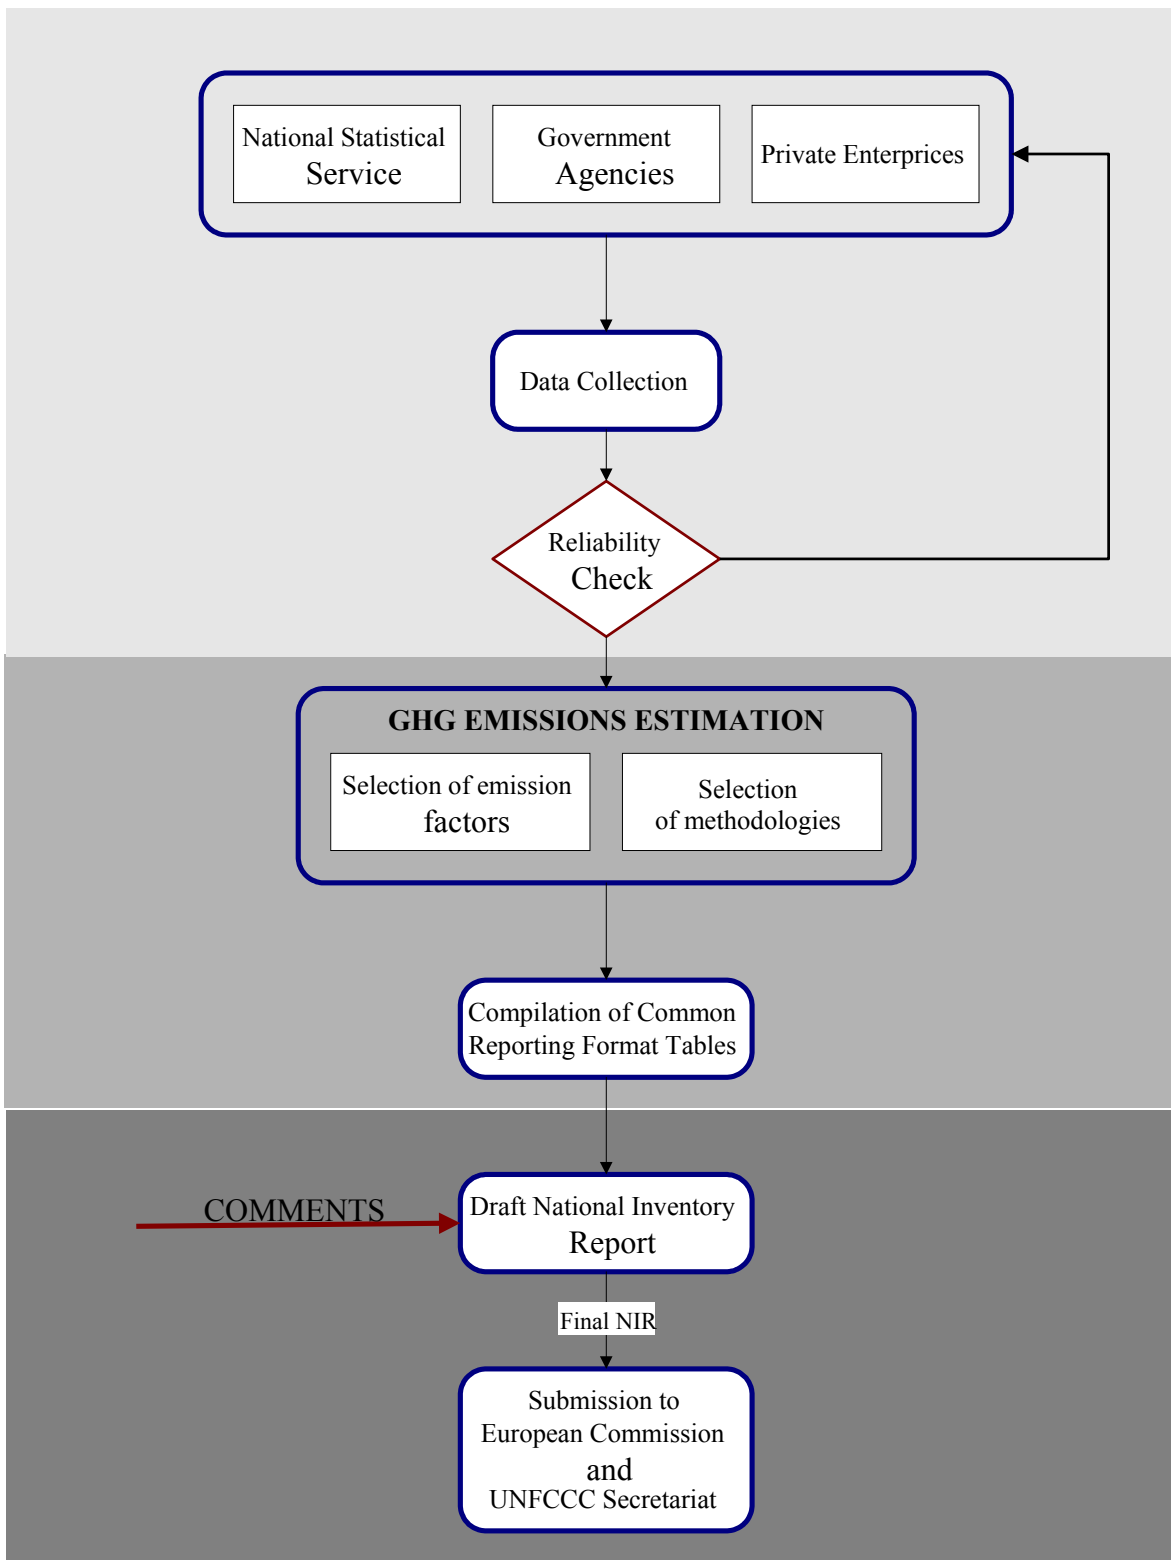 National Statistical
Service
Government
Agencies
Private Enterprices
Data Collection
Reliability
Check
GHG EMISSIONS ESTIMATION
Selection of emission
factors
Selection
of methodologies
Compilation of Common
Reporting Format Tables
COMMENTS
Draft National Inventory
Report
Final NIR
Submission to
European Commission
and
UNFCCC Secretariat